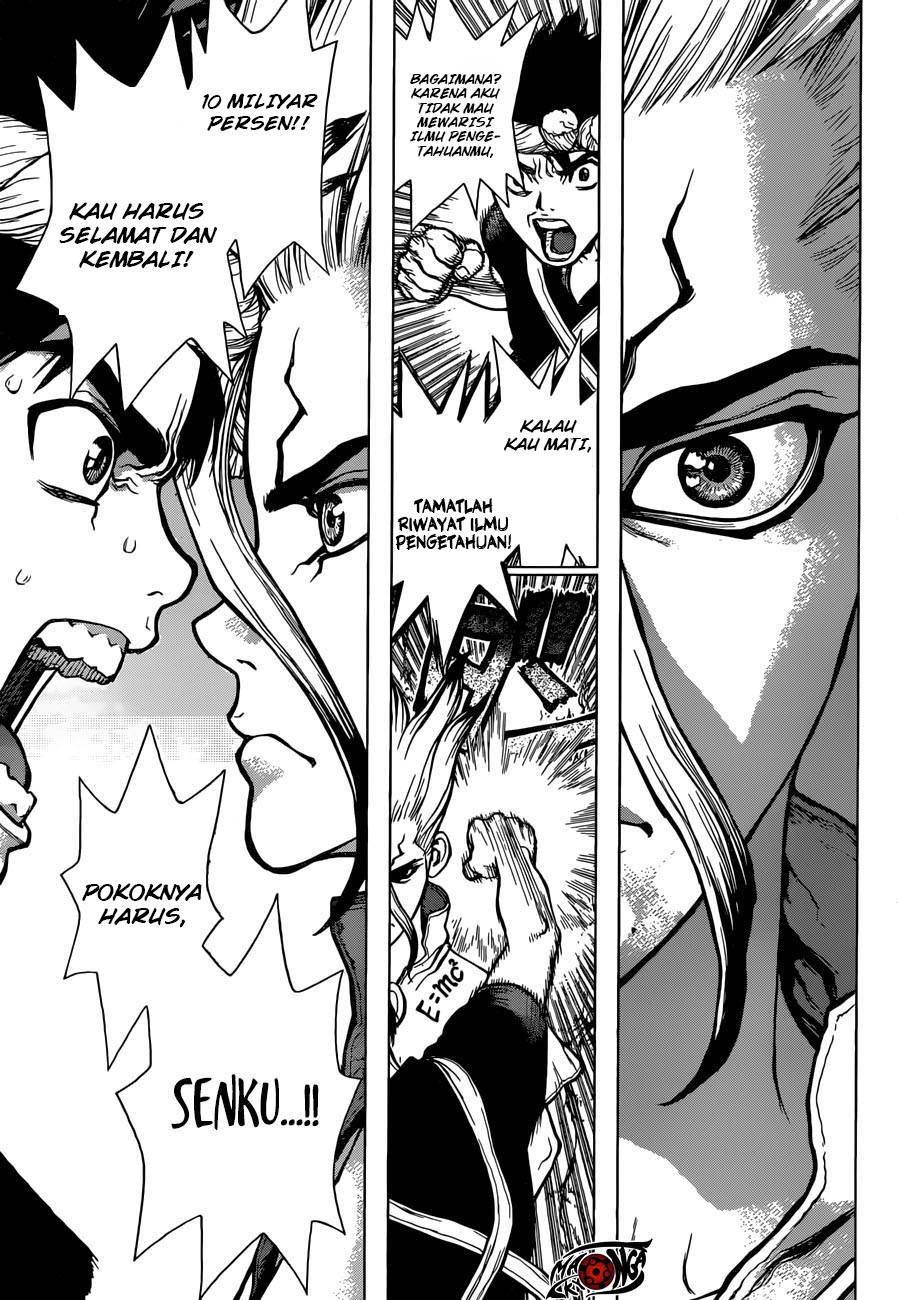 BAGAIMANA?
KARENA AKU
TIDAK MAU
MEWARISI
ILMU PENGE-
TAHUANMU,
KALAU
KAU MATI,
TAMATLAH
RIWAYAT ILMU
PENGETAHUAN!
E=mc²
10 MILIYAR
PERSEN!!
KAU HARUS
SELAMAT DAN
KEMBALI!
POKOKNYA
HARUS,
SENKU...!!